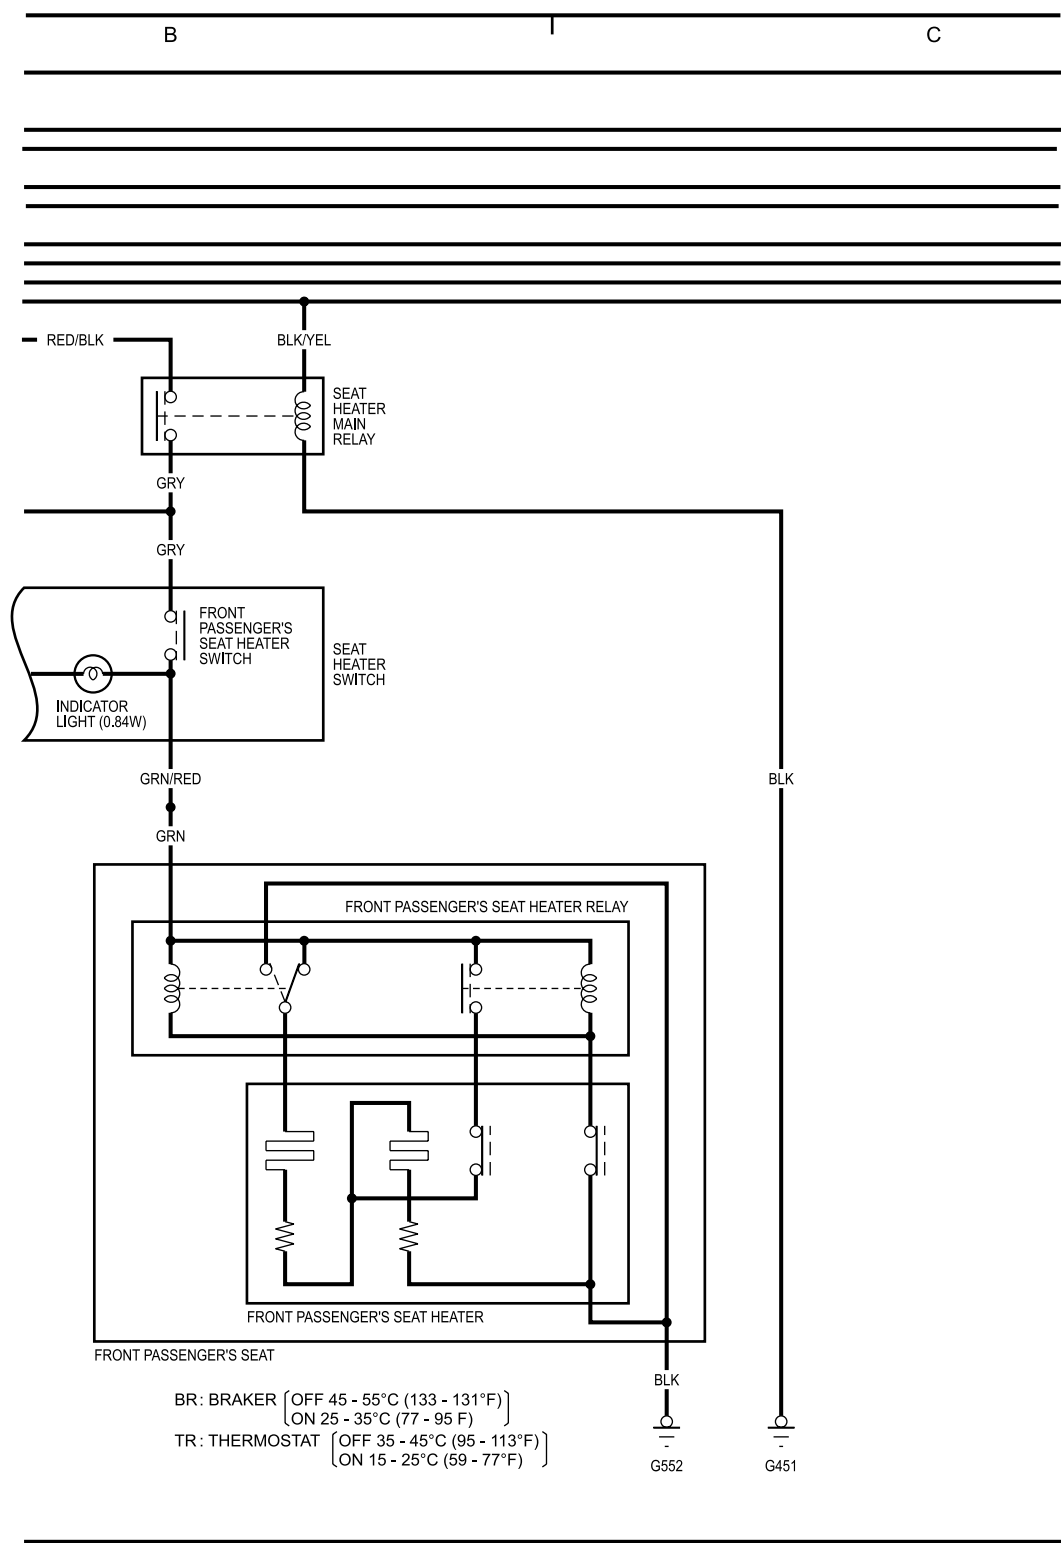 B
C
RED/BLK
BLK/YEL
SEAT
HEATER
MAIN
RELAY
GRY
GRY
FRONT
PASSENGER'S
SEAT HEATER
SWITCH
SEAT
HEATER
SWITCH
INDICATOR
LIGHT (0.84W)
GRN/RED
BLK
GRN
FRONT PASSENGER'S SEAT HEATER RELAY
FRONT PASSENGER'S SEAT HEATER
FRONT PASSENGER'S SEAT
BLK
BR: BRAKER OFF 45 - 55°C (133 - 131°F)
ON 25 - 35°C (77 - 95 F)
TR: THERMOSTAT OFF 35 - 45°C (95 - 113°F)
ON 15 - 25°C (59 - 77°F)
G552
G451